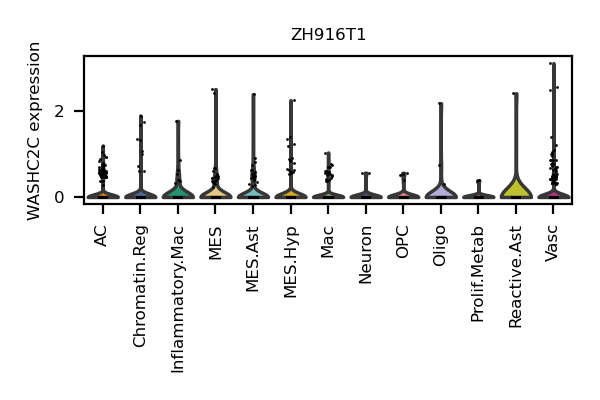 ZH916T1
WASHC2C expression
2
0
AC
Chromatin.Reg
Inflammatory.Mac
MES
MES.Ast
MES.Hyp
Mac
Neuron
OPC
Oligo
Prolif.Metab
Reactive.Ast
Vasc